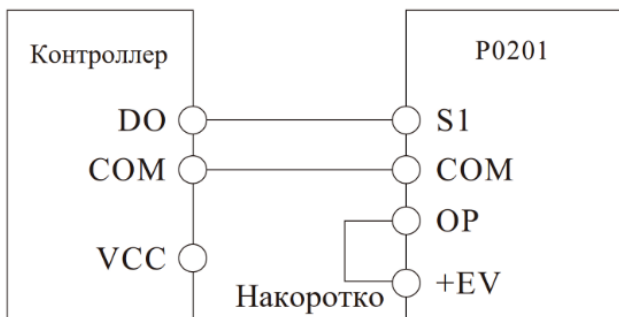 Контроллер
P0201
DO
S1
COM
COM
OP
VCC
Накоротко
+EV